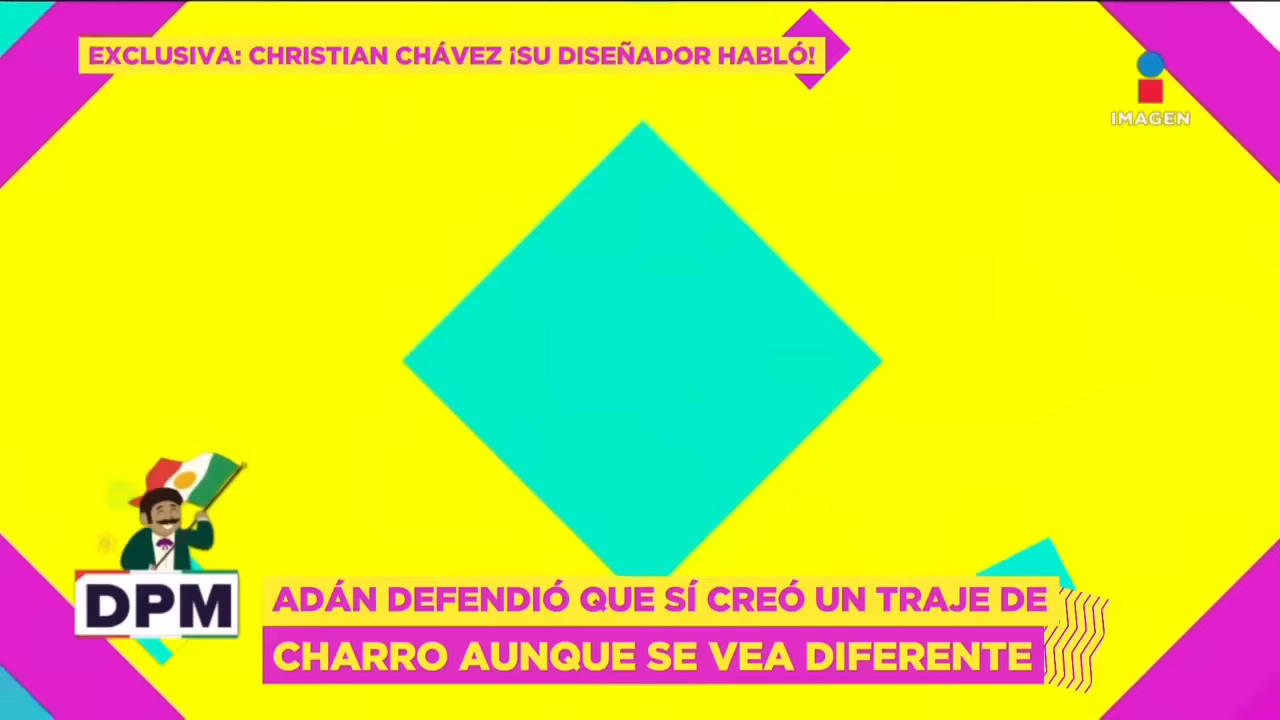 EXCLUSIVA: CHRISTIAN CHÁVEZ ¡SU DISEÑADOR HABLÓ!
IMAGEN
DPM
ADÁN DEFENDIÓ QUE SÍ CREÓ UN TRAJE DE
CHARRO AUNQUE SE VEA DIFERENTE